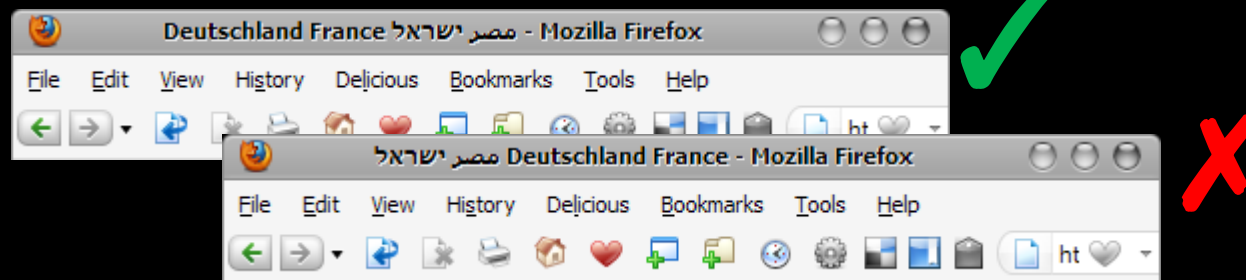 Deutschland France مصر ישראל - Mozilla Firefox
File Edit View History Delicious Bookmarks Tools Help
ht
Deutschland France - Mozilla Firefox مصر ישראל
File Edit View History Delicious Bookmarks Tools Help
ht